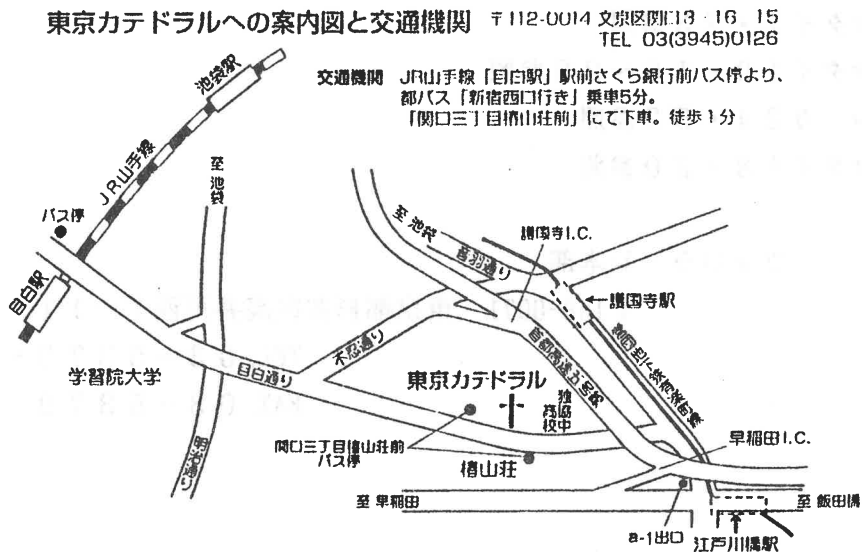 東京カテドラルへの案内図と交通機関
〒112-0014 文京区関口3-16-15
TEL 03(3945)0126
交通機関 JR山手線「目白駅」駅前さくら銀行前バス停より、
都バス「新宿西口行き」乗車5分。
「関口三丁目椿山荘前」にて下車。徒歩1分
池袋駅
JR山手線
バス停
目白駅
至 池袋
至 池袋
音羽通り
護国寺I.C.
←護国寺駅
不忍通り
首都高速五号線
目白通り
学習院大学
東京カテドラル
独協中高校
関口三丁目椿山荘前
バス停
椿山荘
早稲田I.C.
明治通り
至 早稲田
至 飯田橋
a-1出口
江戸川橋駅